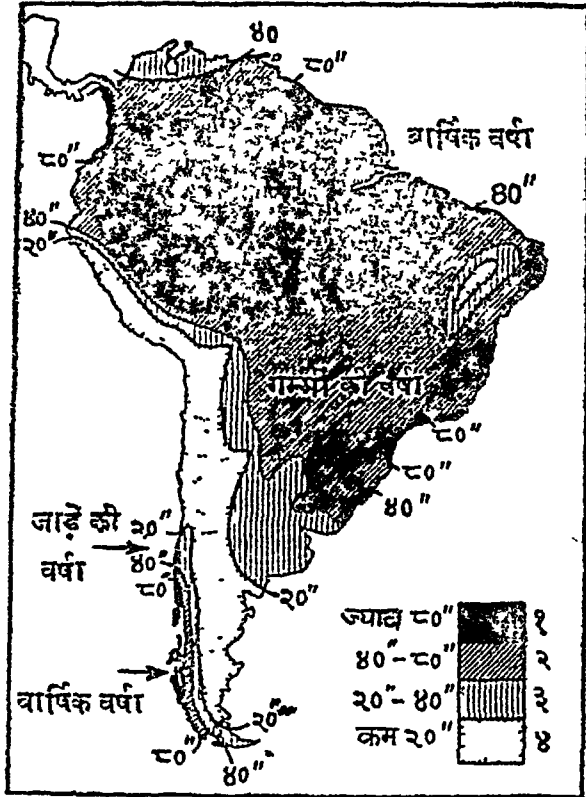 ४०
८०"
वार्षिक वर्षा
८०"
४०"
२०"
80"
गर्मी की वर्षा
८०"
८०"
४०"
जाड़े की
वर्षा
२०"
४०"
८०"
२०"
वार्षिक वर्षा
२०"
८०"
४०"
ज्यादा ८०" १
४०"-८०" २
२०"-४०" ३
कम २०" ४